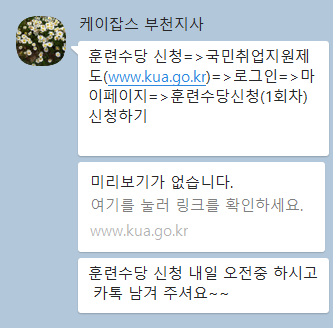 케이잡스 부천지사
훈련수당 신청=>국민취업지원제
도(www.kua.go.kr)=>로그인=>마
이페이지=>훈련수당신청(1회차)
신청하기
미리보기가 없습니다.
여기를 눌러 링크를 확인하세요.
www.kua.go.kr
훈련수당 신청 내일 오전중 하시고
카톡 남겨 주셔요~~